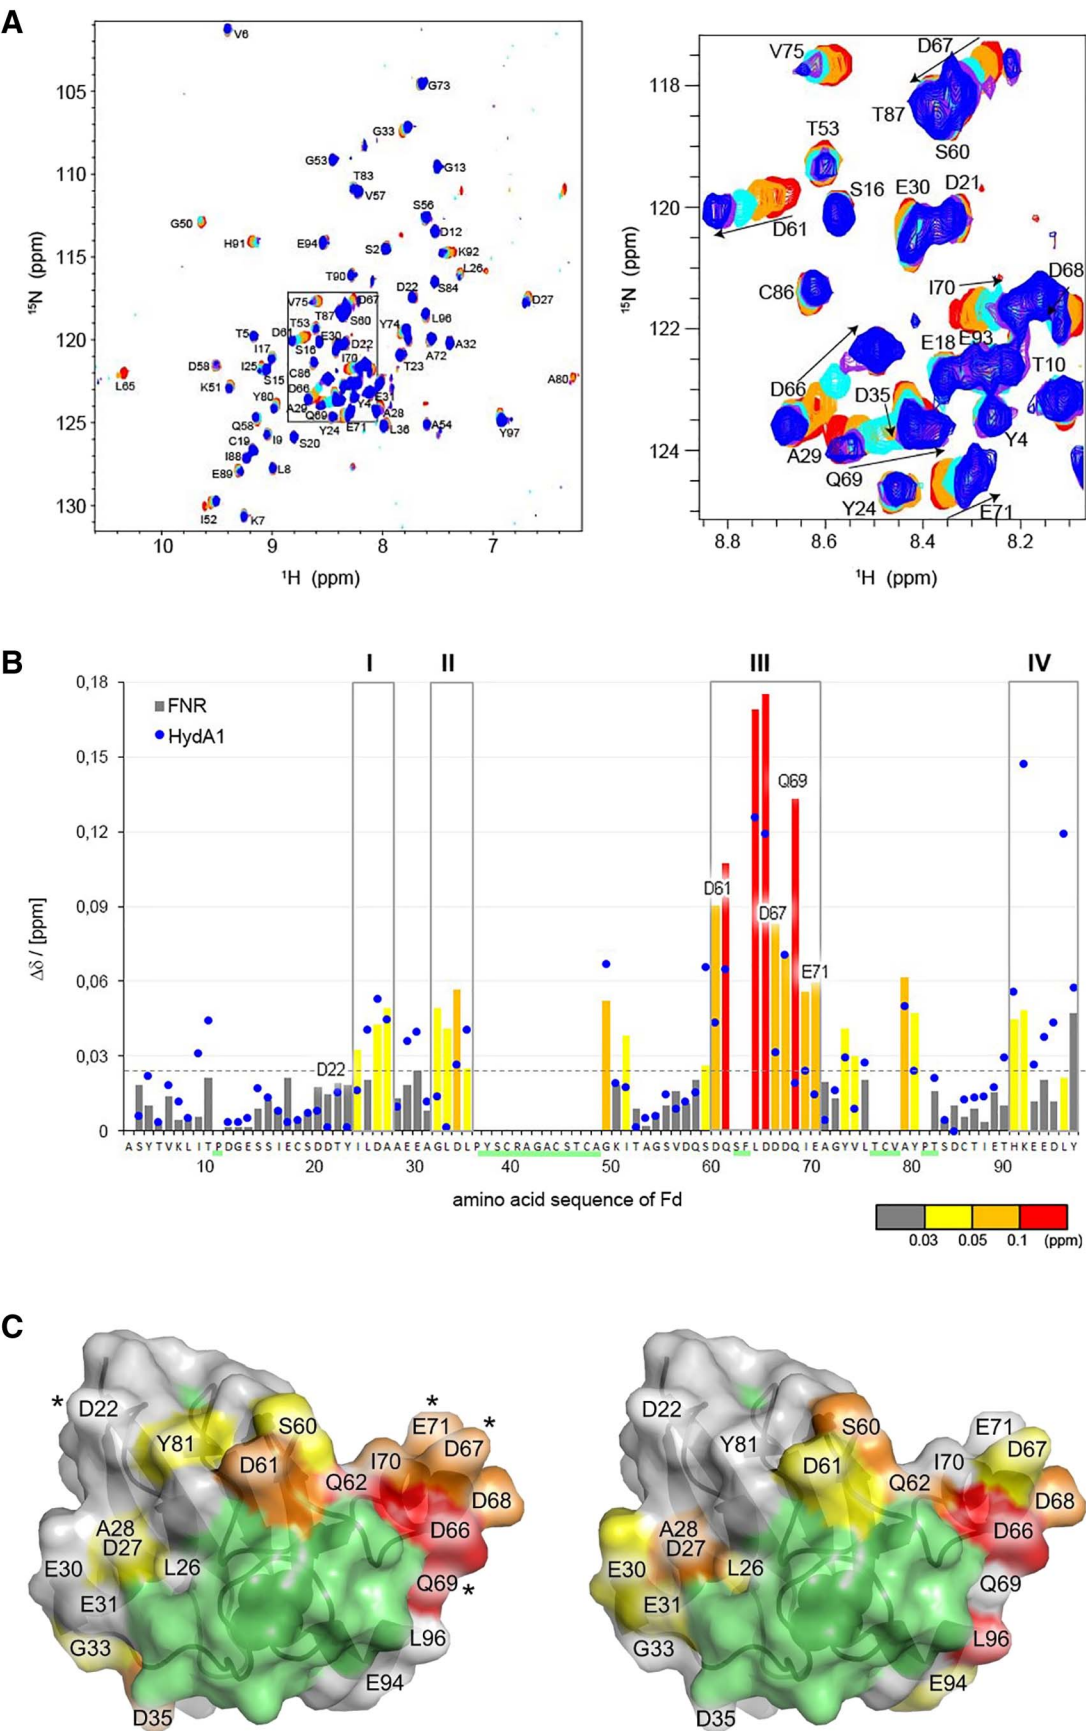 A
V6
G73
G33
G53
G13
T83
V57
S56
G50
D12
H91
E94
S2
K92
T90
L26
S84
D22
V75
D67
D27
T87
S60
L96
T53
T5
D61
E30
D22
Y74
S16
A32
I17
I70
A72
D58
I25
C86
T23
L65
S15
A80
K51
D66
E31
Y80
A29
Y4
A28
Q69
Q58
Y24
E71
L36
A54
Y97
C19
I9
S20
I88
E89
L8
I52
K7
105
110
115
120
125
130
10 9 8 7
¹⁵N (ppm)
¹H (ppm)
V75
D67
T87
T53
S60
S16
E30
D21
D61
D68
I70
C86
E18
E93
T10
D66
D35
A29
Y4
Q69
Y24
E71
118
120
122
124
8.8 8.6 8.4 8.2
¹⁵N (ppm)
¹H (ppm)
B
I II III IV
0,18
0,15
0,12
0,09
0,06
0,03
0
Δδ / [ppm]
FNR
HydA1
D22
D61
D67
Q69
E71
A S Y T V K L I T P D G E S S I E C S D D T Y I L D A A E E A G L D L P Y S C R A G A C S T C A G K I T A G S V D Q S D Q S F L D D D Q I E A G Y V L T C V A Y P T S D C T I E T H K E E D L Y
10 20 30 40 50 60 70 80 90
amino acid sequence of Fd
0.03 0.05 0.1 (ppm)
C
* D22
Y81
S60
D61
Q62
I70
E71 *
D67 *
D68
D66
Q69 *
A28
D27
L26
E30
E31
G33
D35
L96
E94
D22
Y81
S60
D61
Q62
I70
E71
D67
D68
D66
Q69
A28
D27
L26
E30
E31
G33
D35
L96
E94